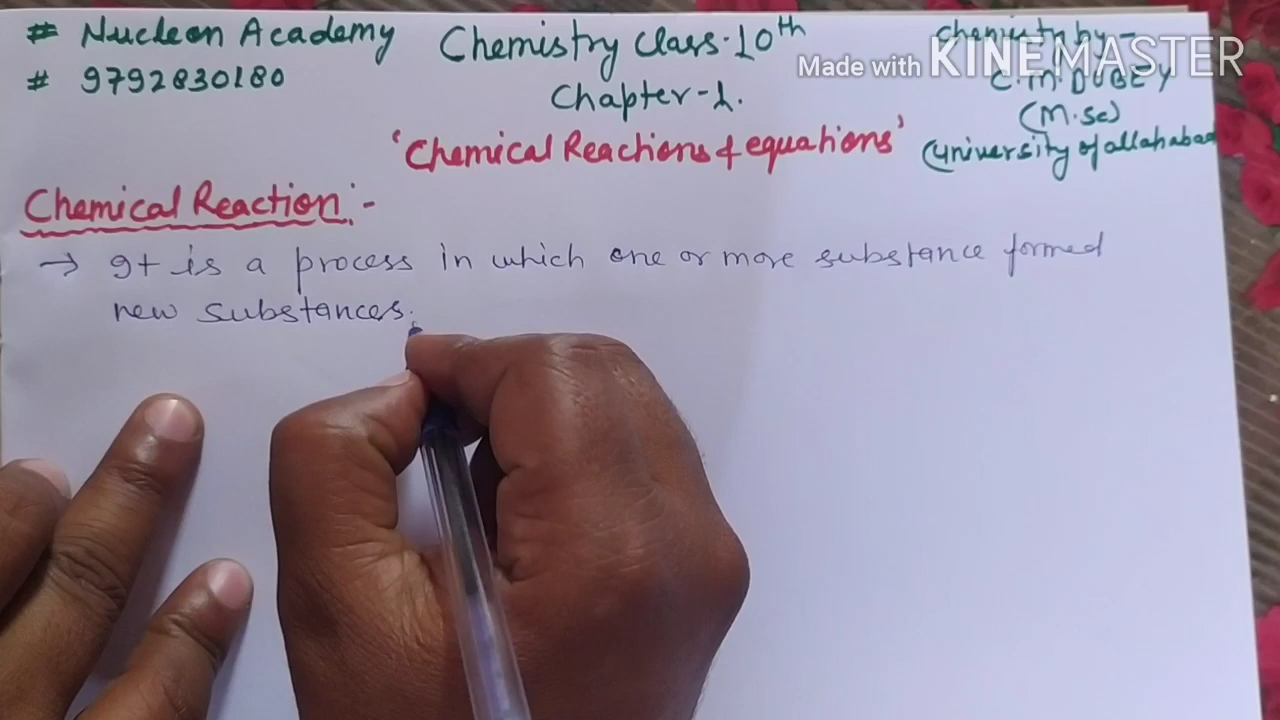 # Nucleon Academy
# 9792830180
Chemistry Class-10th
Chapter-1.
'Chemical Reactions & equations'
Chemistry by -
C.M. DUBEY
(M.Sc)
(University of allahabad
Made with KINEMASTER
Chemical Reaction:-
→ It is a process in which one or more substance formed
new substances.